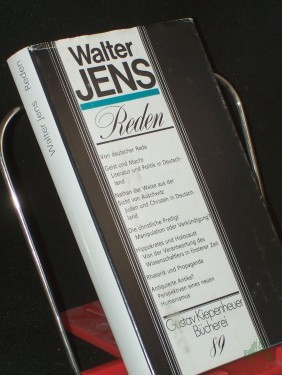 Walter Jens Reden
Walter
JENS
Reden
Von deutscher Rede
Geist und Macht
Literatur und Politik in Deutsch-
land
Nathan der Weise aus der
Sicht von Auschwitz
Juden und Christen in Deutsch-
land
Die christliche Predigt
Manipulation oder Verkündigung?
Hippokrates und Holocaust
Von der Verantwortung des
Wissenschaftlers in finsterer Zeit
Rhetorik und Propaganda
Antiquierte Antike?
Perspektiven eines neuen
Humanismus
Gustav Kiepenheuer
Bücherei
89